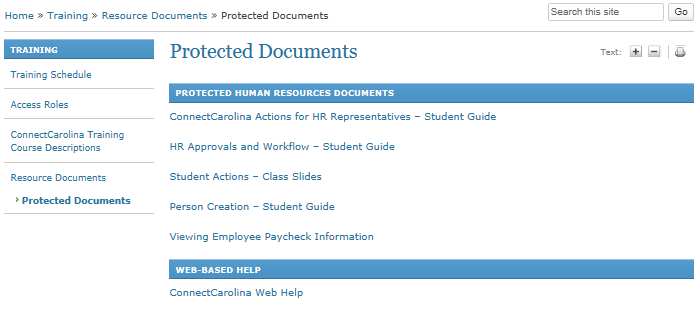 Home » Training » Resource Documents » Protected Documents
Search this site
Go
TRAINING
Training Schedule
Access Roles
ConnectCarolina Training
Course Descriptions
Resource Documents
Protected Documents
Protected Documents
Text:
PROTECTED HUMAN RESOURCES DOCUMENTS
ConnectCarolina Actions for HR Representatives – Student Guide
HR Approvals and Workflow – Student Guide
Student Actions – Class Slides
Person Creation – Student Guide
Viewing Employee Paycheck Information
WEB-BASED HELP
ConnectCarolina Web Help